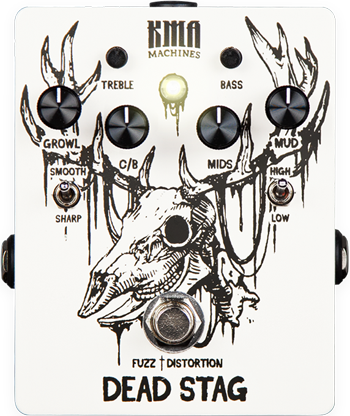 KMA
MACHINES
TREBLE BASS
GROWL C/B MIDS MUD
SMOOTH HIGH
SHARP LOW
FUZZ † DISTORTION
DEAD STAG